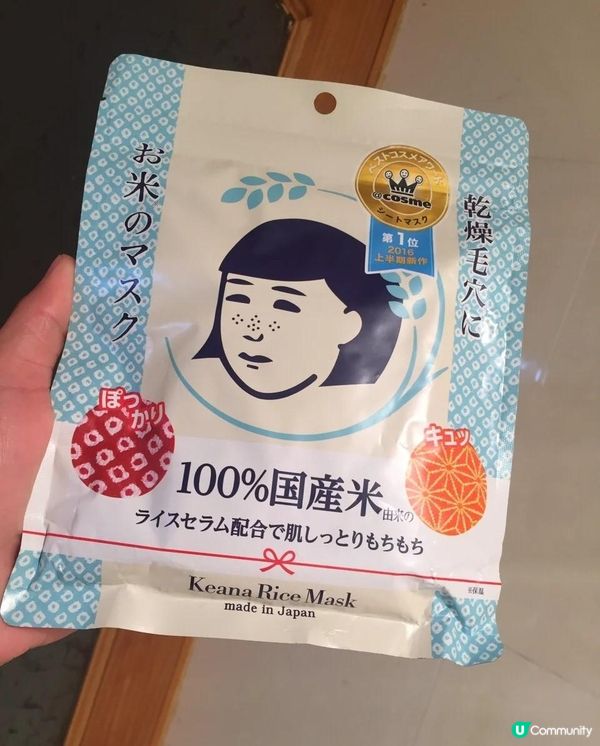 お米のマスク
乾燥毛穴に
ベストコスメアワード
@cosme
シートマスク
第1位
2016
上半期新作
ぽっかり
キュッ
100%国産米由来の
ライスセラム配合で肌しっとりもちもち
※保湿
Keana Rice Mask
made in Japan
U Community